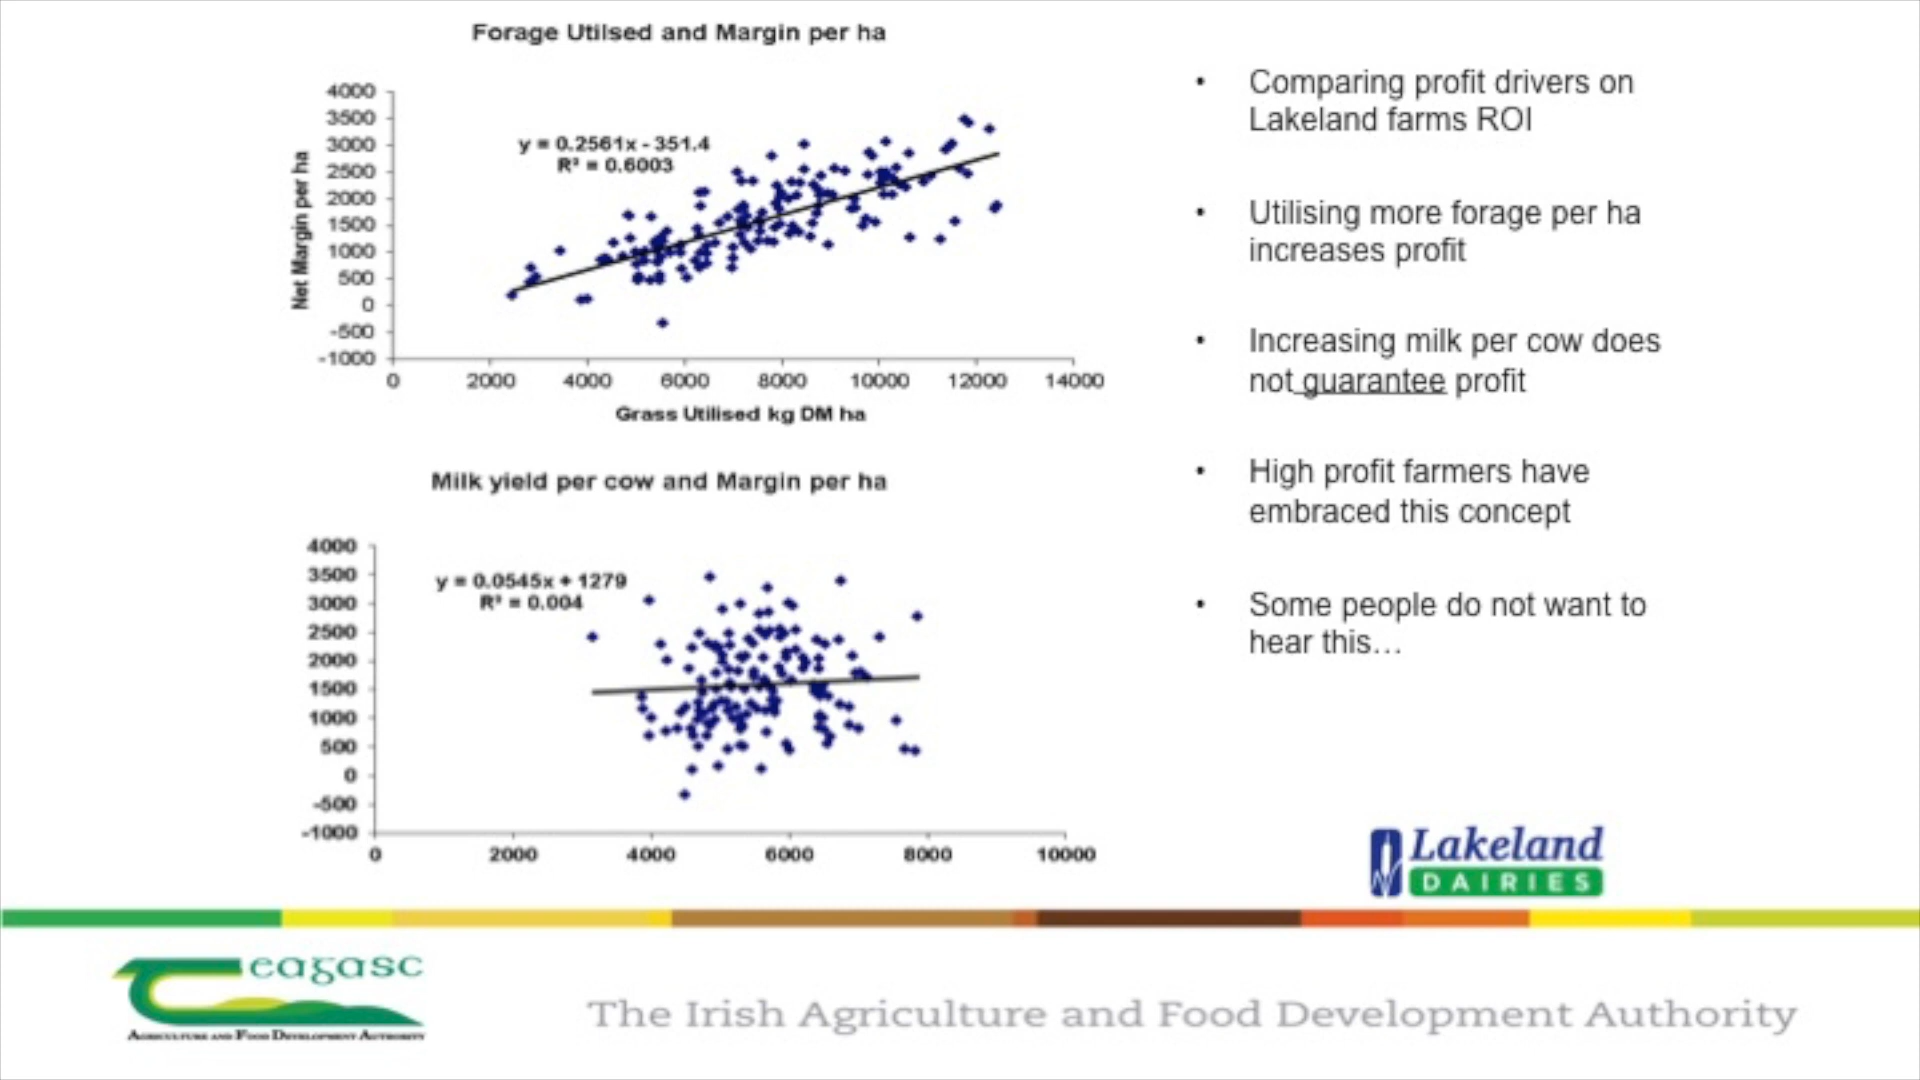 Forage Utilsed and Margin per ha
4000
3500
3000
2500
2000
1500
1000
500
0
-500
-1000
Net Margin per ha
y = 0.2561x - 351.4
R² = 0.6003
0 2000 4000 6000 8000 10000 12000 14000
Grass Utilised kg DM ha
Milk yield per cow and Margin per ha
4000
3500
3000
2500
2000
1500
1000
500
0
-500
-1000
y = 0.0545x + 1279
R² = 0.004
0 2000 4000 6000 8000 10000
• Comparing profit drivers on
Lakeland farms ROI
• Utilising more forage per ha
increases profit
• Increasing milk per cow does
not guarantee profit
• High profit farmers have
embraced this concept
• Some people do not want to
hear this…
Lakeland
DAIRIES
eagasc
AGRICULTURE AND FOOD DEVELOPMENT AUTHORITY
The Irish Agriculture and Food Development Authority